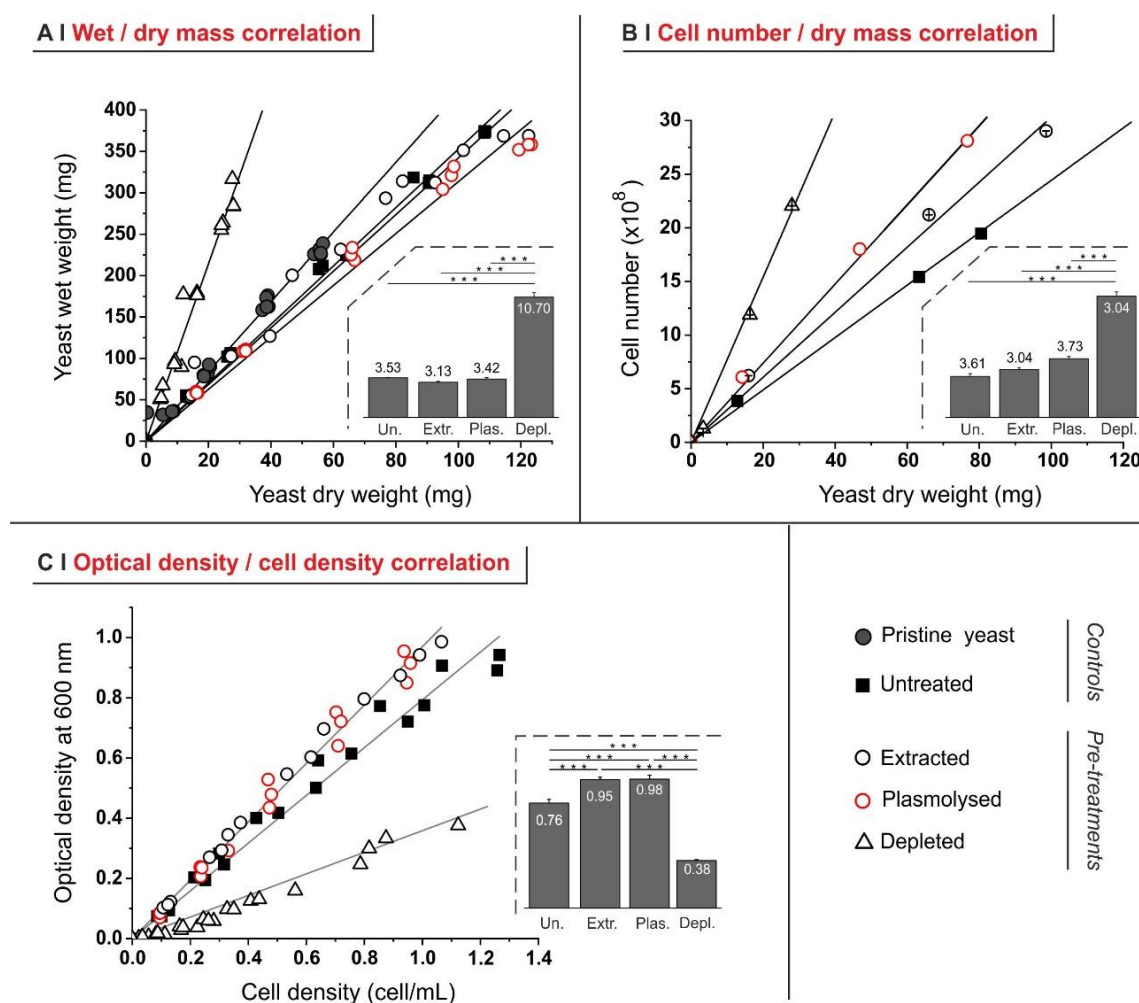 A I Wet / dry mass correlation
400
350
300
250
200
150
100
50
0
0 20 40 60 80 100 120
Yeast wet weight (mg)
Yeast dry weight (mg)
* * *
* * *
* * *
3.53 3.13 3.42 10.70
Un. Extr. Plas. Depl.
B I Cell number / dry mass correlation
30
25
20
15
10
5
0
0 20 40 60 80 100 120
Cell number (x10⁸)
Yeast dry weight (mg)
* * *
* * *
* * *
3.61 3.04 3.73 3.04
Un. Extr. Plas. Depl.
C I Optical density / cell density correlation
1.0
0.8
0.6
0.4
0.2
0.0
0.0 0.2 0.4 0.6 0.8 1.0 1.2 1.4
Optical density at 600 nm
Cell density (cell/mL)
* * *
* * * * * *
* * * * * *
0.76 0.95 0.98 0.38
Un. Extr. Plas. Depl.
Pristine yeast
Untreated
Controls
Extracted
Plasmolysed
Depleted
Pre-treatments